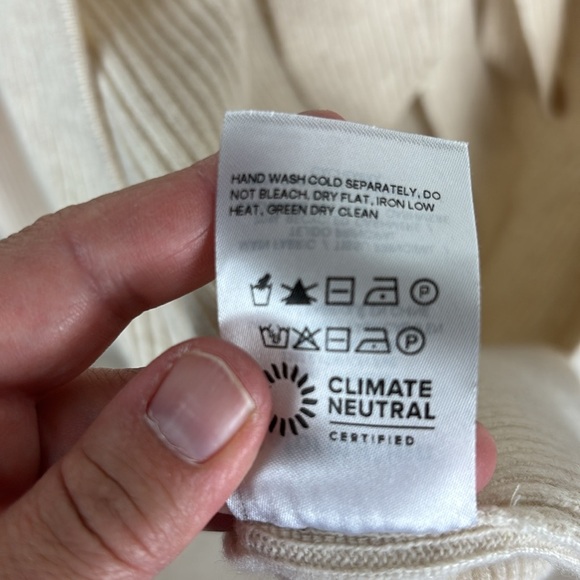 HAND WASH COLD SEPARATELY, DO
NOT BLEACH, DRY FLAT, IRON LOW
HEAT, GREEN DRY CLEAN
P
P
CLIMATE
NEUTRAL
CERTIFIED